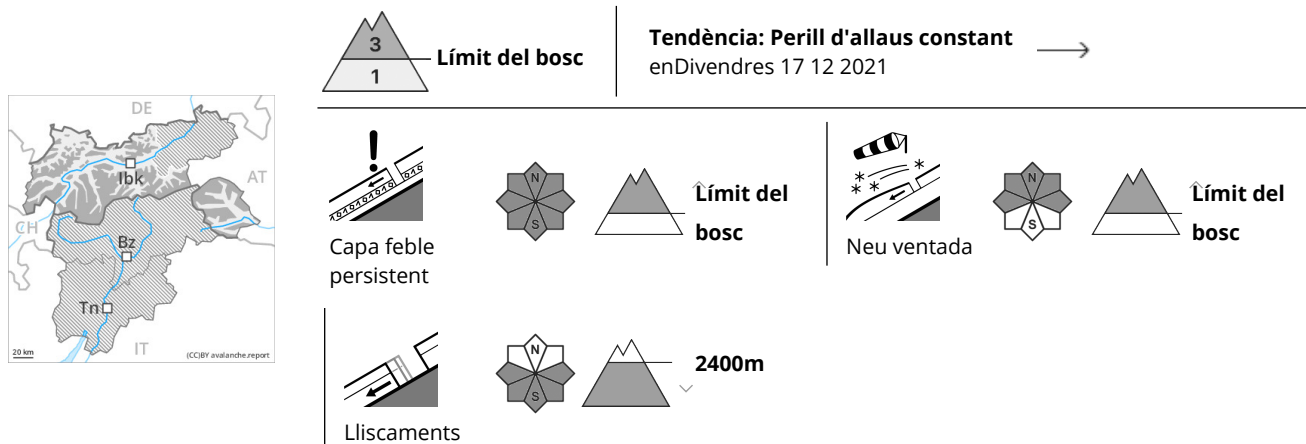 3
1
Límit del bosc
Tendència: Perill d'allaus constant
enDivendres 17 12 2021
DE
AT
CH
IT
Ibk
Bz
Tn
20 km
(CC)BY avalanche.report
N
S
Límit del
bosc
Capa feble
persistent
N
S
Límit del
bosc
Neu ventada
N
S
2400m
Lliscaments